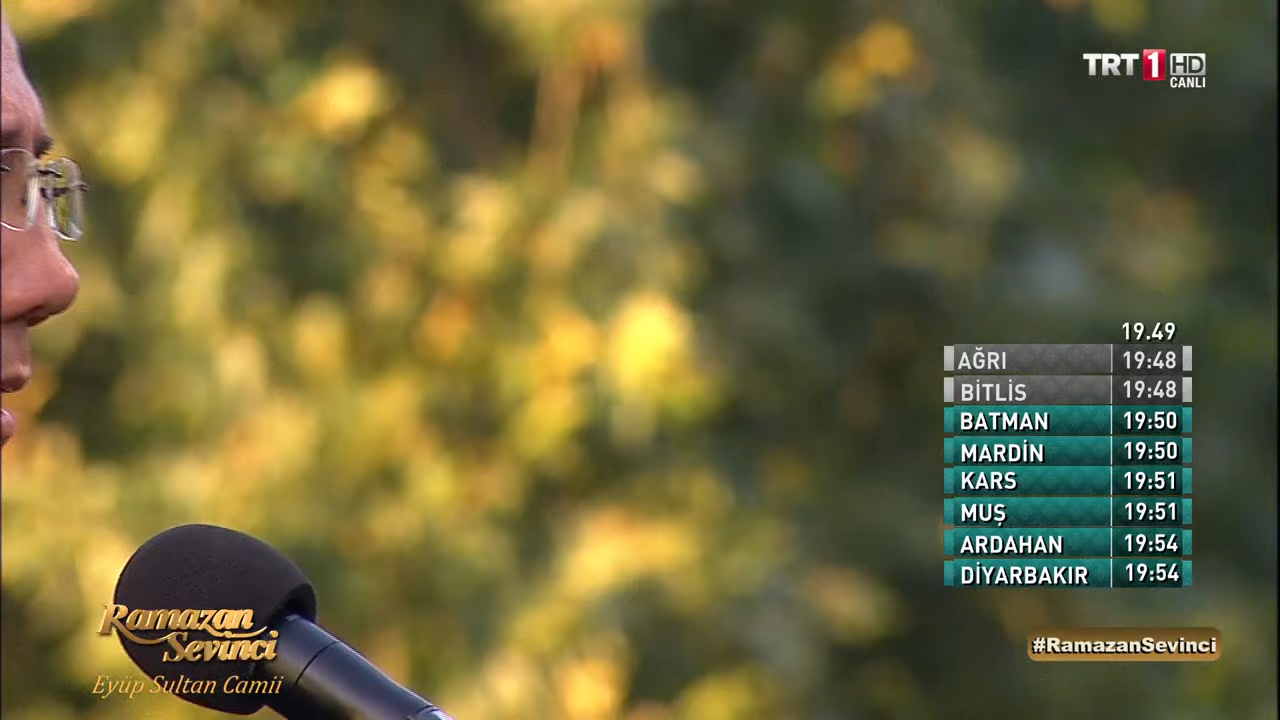 TRT 1 HD
CANLI
19.49
AĞRI 19:48
BİTLİS 19:48
BATMAN 19:50
MARDİN 19:50
KARS 19:51
MUŞ 19:51
ARDAHAN 19:54
DİYARBAKIR 19:54
Ramazan
Sevinci
Eyüp Sultan Camii
#RamazanSevinci